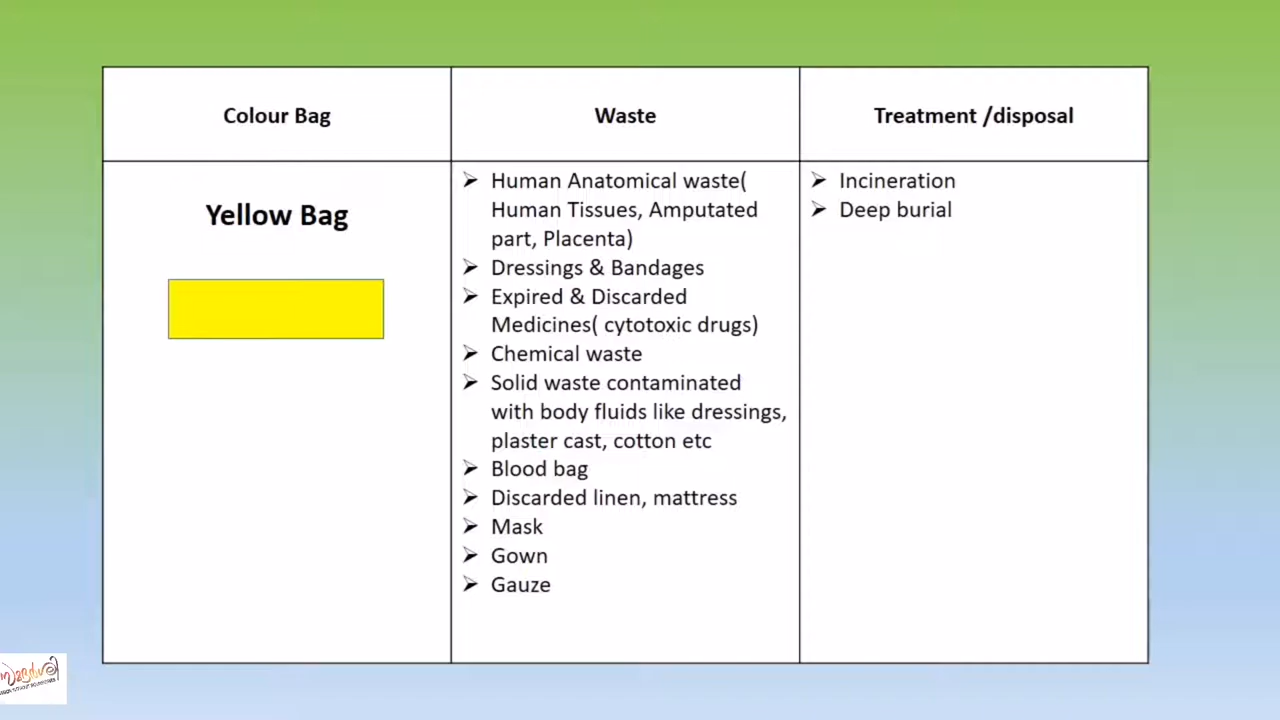 Colour Bag
Waste
Treatment /disposal
Yellow Bag
➢ Human Anatomical waste(
Human Tissues, Amputated
part, Placenta)
➢ Dressings & Bandages
➢ Expired & Discarded
Medicines( cytotoxic drugs)
➢ Chemical waste
➢ Solid waste contaminated
with body fluids like dressings,
plaster cast, cotton etc
➢ Blood bag
➢ Discarded linen, mattress
➢ Mask
➢ Gown
➢ Gauze
➢ Incineration
➢ Deep burial